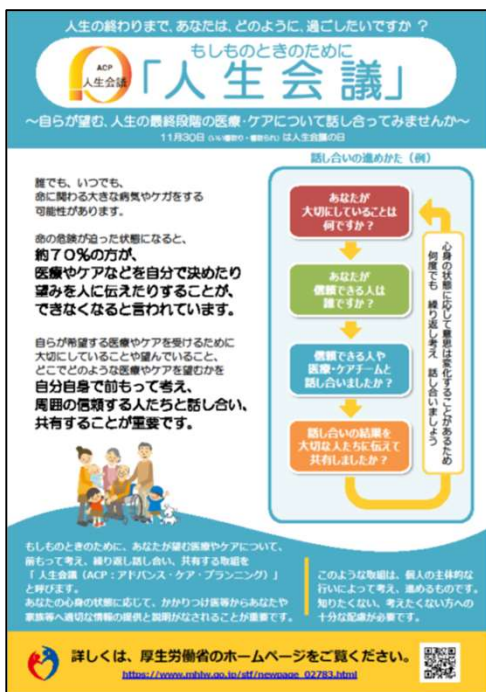 人生の終わりまで、あなたは、どのように、過ごしたいですか？
もしものときのために
ACP
人生会議
「人生会議」
～自らが望む、人生の最終段階の医療・ケアについて話し合ってみませんか～
11月30日（いい看取り・看取られ）は人生会議の日
誰でも、いつでも、
命に関わる大きな病気やケガをする
可能性があります。
命の危険が迫った状態になると、
約７０％の方が、
医療やケアなどを自分で決めたり
望みを人に伝えたりすることが、
できなくなると言われています。
自らが希望する医療やケアを受けるために
大切にしていることや望んでいること、
どこでどのような医療やケアを望むかを
自分自身で前もって考え、
周囲の信頼する人たちと話し合い、
共有することが重要です。
話し合いの進めかた（例）
あなたが
大切にしていることは
何ですか？
あなたが
信頼できる人は
誰ですか？
信頼できる人や
医療・ケアチームと
話し合いましたか？
話し合いの結果を
大切な人たちに伝えて
共有しましたか？
心身の状態に応じて意思は変化することがあるため
何度でも 繰り返し考え 話し合いましょう
もしものときのために、あなたが望む医療やケアについて、
前もって考え、繰り返し話し合い、共有する取組を
「人生会議（ACP：アドバンス・ケア・プランニング）」
と呼びます。
あなたの心身の状態に応じて、かかりつけ医等からあなたや
家族等へ適切な情報の提供と説明がなされることが重要です。
このような取組は、個人の主体的な
行いによって考え、進めるものです。
知りたくない、考えたくない方への
十分な配慮が必要です。
詳しくは、厚生労働省のホームページをご覧ください。
https://www.mhlw.go.jp/stf/newpage_02783.html